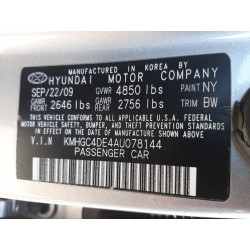 MANUFACTURED IN KOREA BY
HYUNDAI MOTOR COMPANY
SEP/22/09 GVWR 4850 lbs PAINT NY
GAWR FRONT 2646 lbs GAWR REAR 2756 lbs TRIM BW
THIS VEHICLE CONFORMS TO ALL APPLICABLE U.S.A FEDERAL
MOTOR VEHICLE SAFETY, BUMPER, AND THEFT PREVENTION
STANDARDS IN EFFECT ON THE DATE OF MANUFACTURE
SHOWN ABOVE.
V.I.N KMHGC4DE4AU078144
PASSENGER CAR